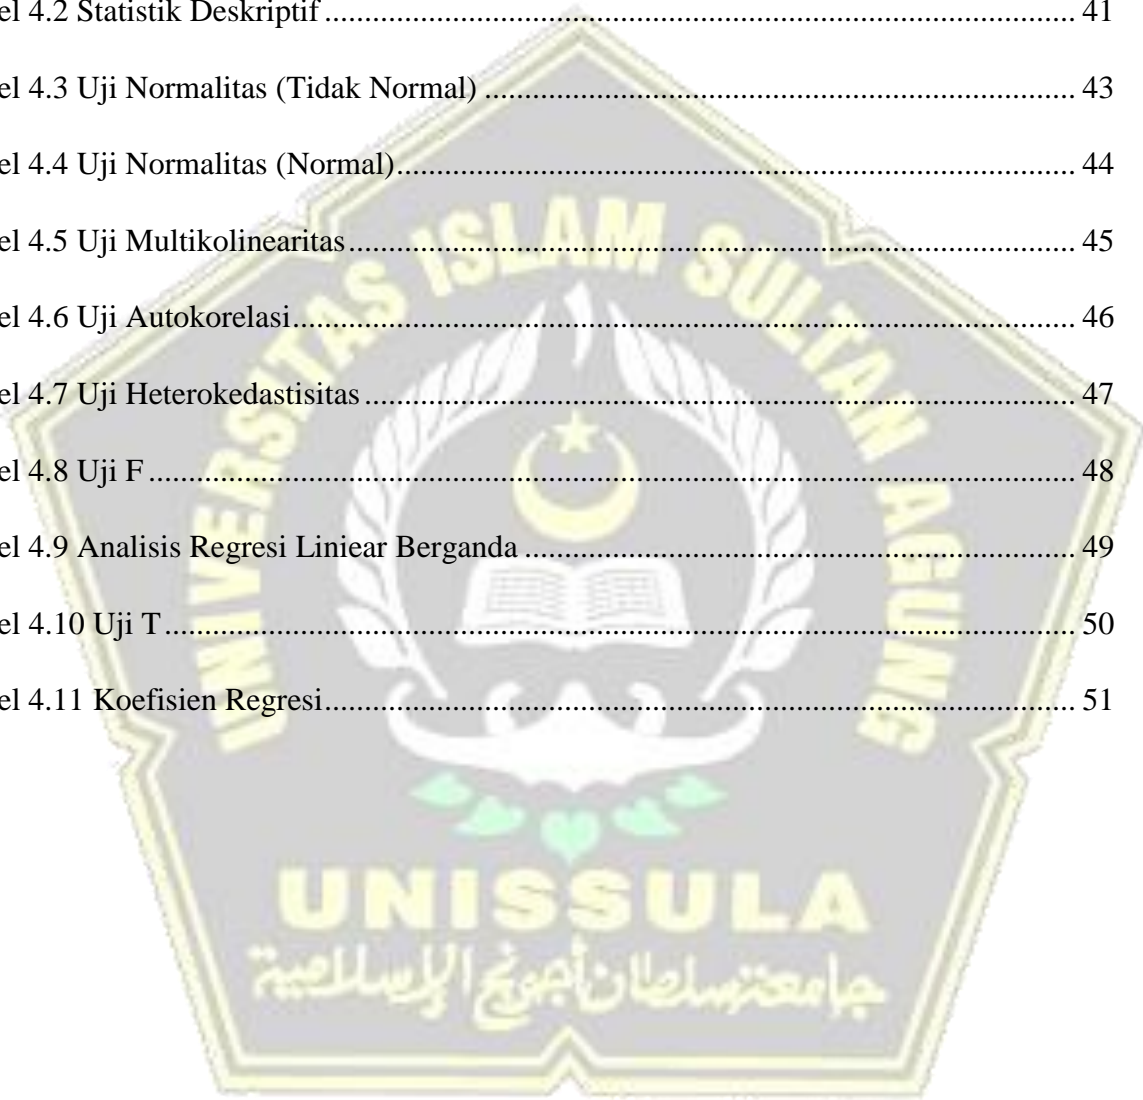 el 4.2 Statistik Deskriptif ........................................................................................... 41
el 4.3 Uji Normalitas (Tidak Normal) ....................................................................... 43
el 4.4 Uji Normalitas (Normal).................................................................................. 44
el 4.5 Uji Multikolinearitas........................................................................................ 45
el 4.6 Uji Autokorelasi............................................................................................... 46
el 4.7 Uji Heterokedastisitas ...................................................................................... 47
el 4.8 Uji F ................................................................................................................. 48
el 4.9 Analisis Regresi Liniear Berganda .................................................................. 49
el 4.10 Uji T ............................................................................................................... 50
el 4.11 Koefisien Regresi........................................................................................... 51
UNIVERSITAS ISLAM SULTAN AGUNG
UNISSULA
جامعتسلطان أجونج الإسلامية